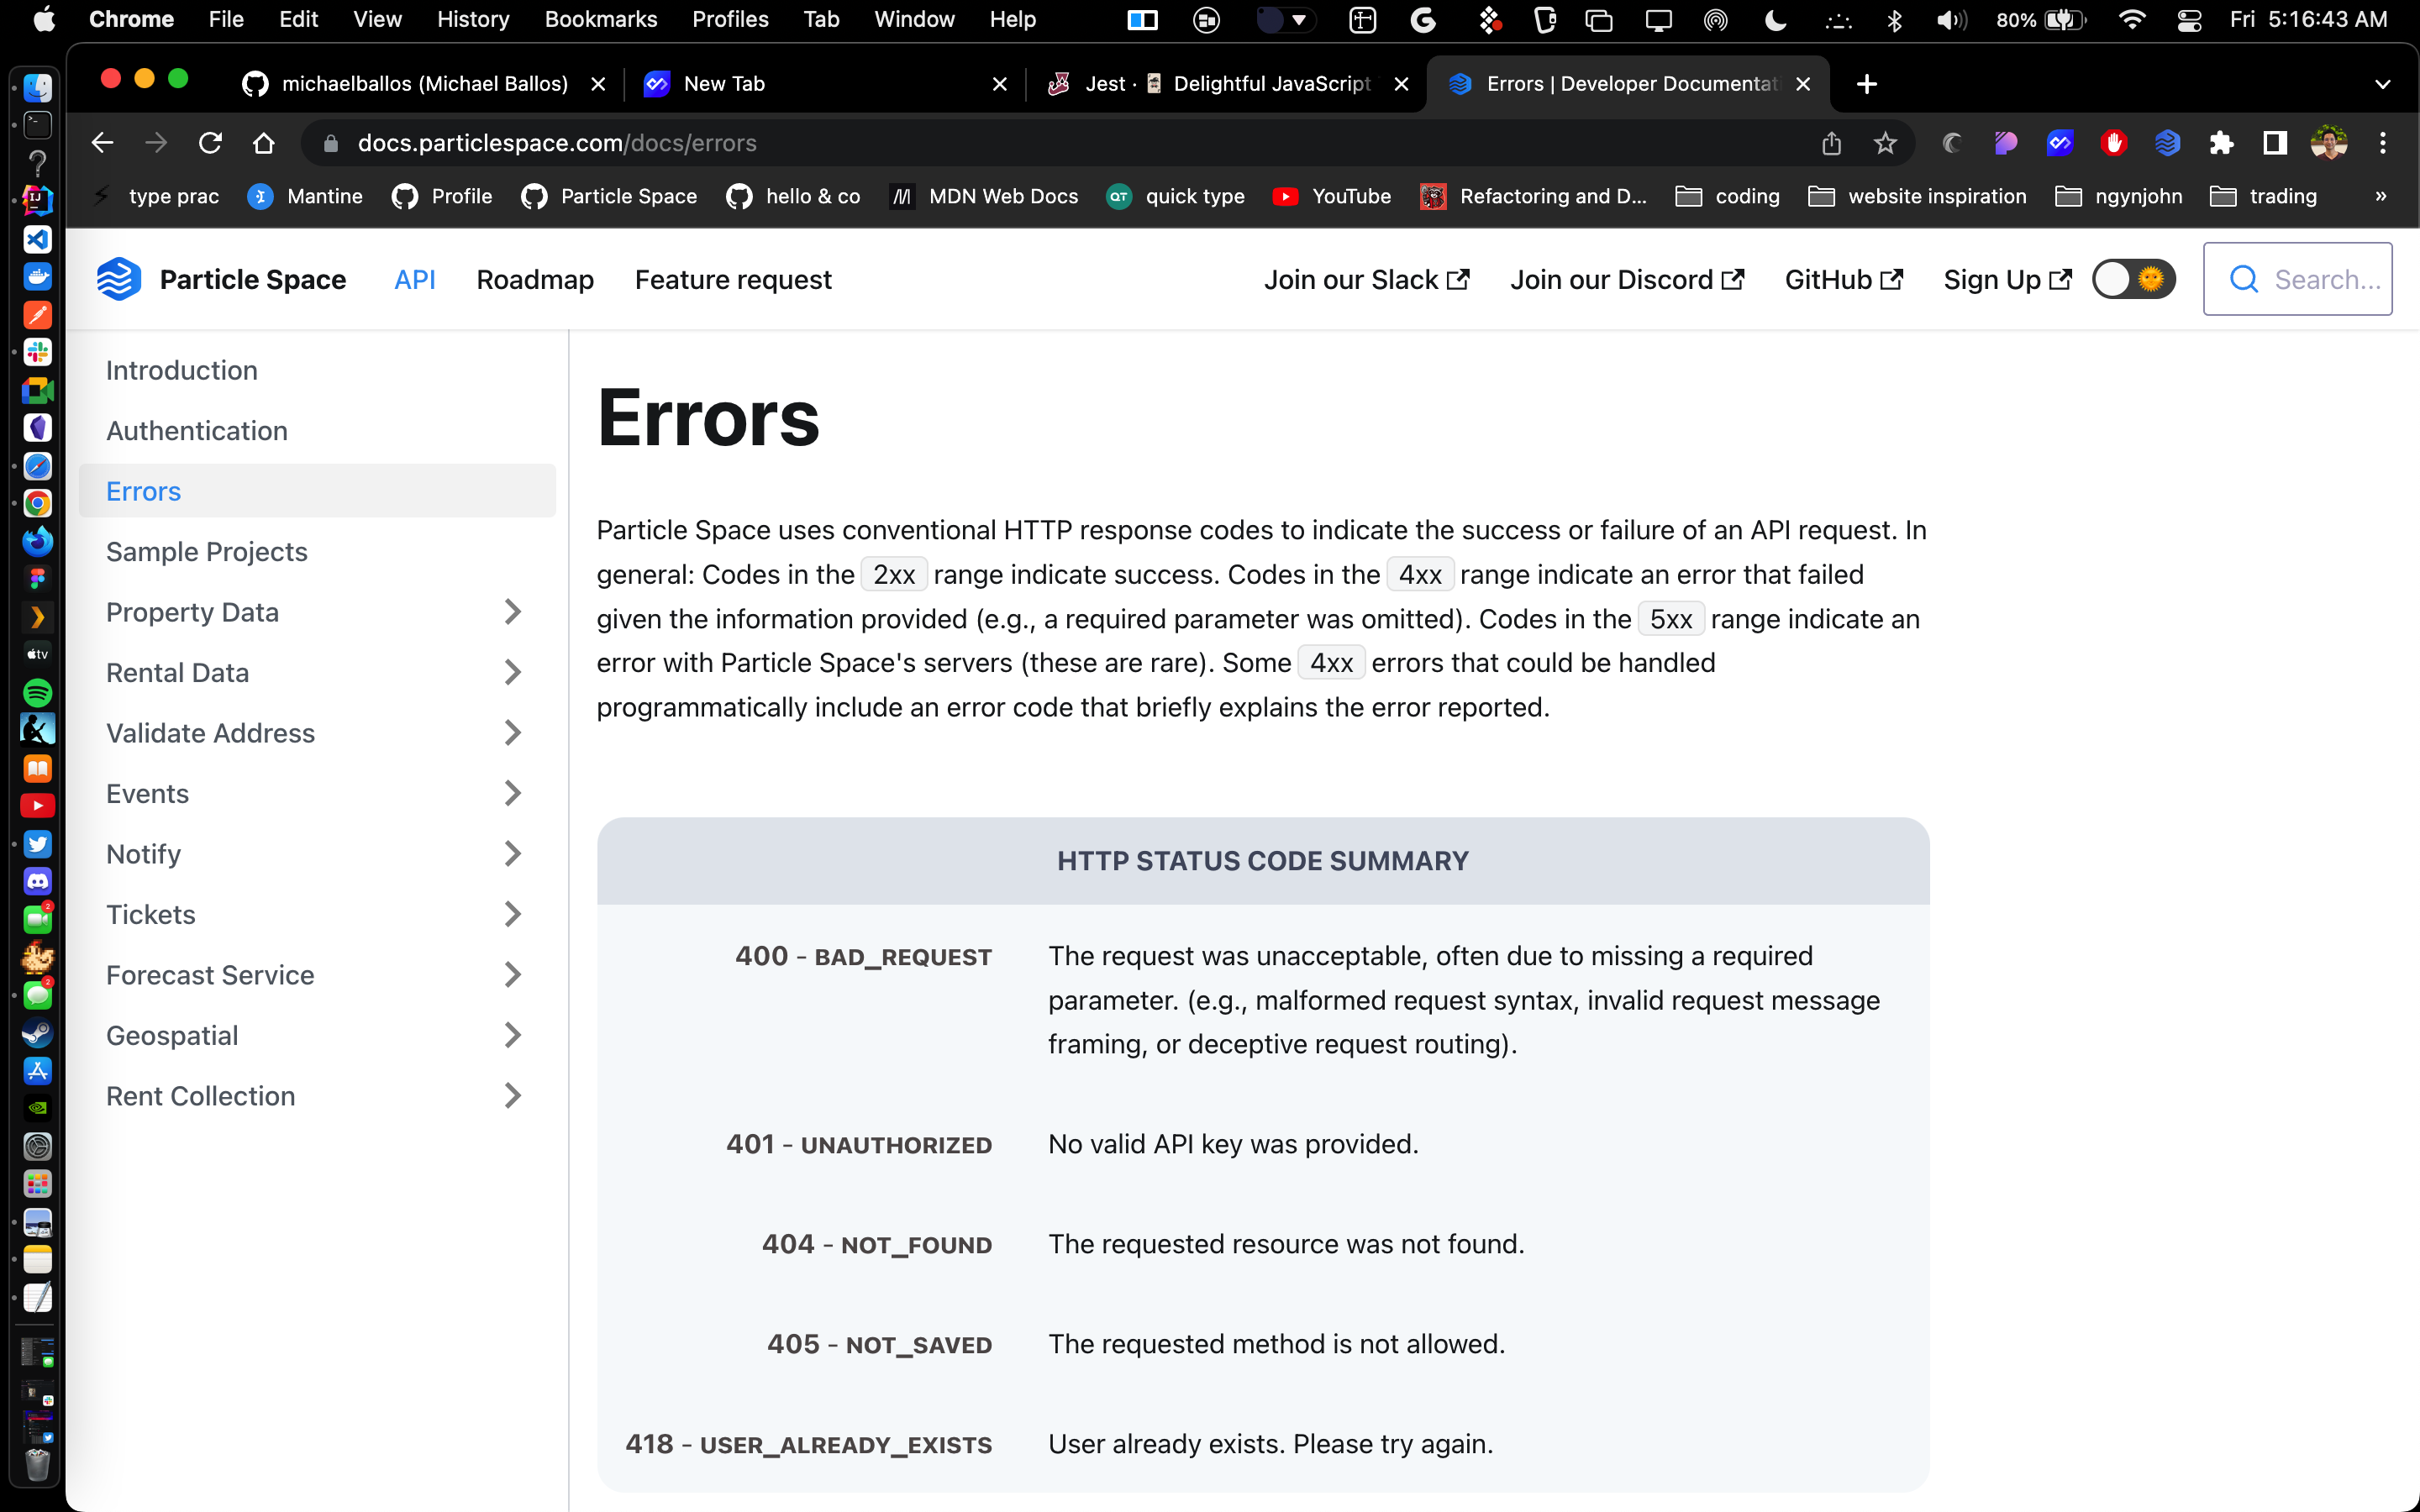 Chrome File Edit View History Bookmarks Profiles Tab Window Help 80% Fri 5:16:43 AM
michaelballos (Michael Ballos) New Tab Jest · Delightful JavaScript Errors | Developer Documentati
docs.particlespace.com/docs/errors
type prac Mantine Profile Particle Space hello & co MDN Web Docs QT quick type YouTube Refactoring and D... coding website inspiration ngynjohn trading »
Particle Space API Roadmap Feature request Join our Slack Join our Discord GitHub Sign Up Search...
Introduction
Authentication
Errors
Sample Projects
Property Data
Rental Data
Validate Address
Events
Notify
Tickets
Forecast Service
Geospatial
Rent Collection
Errors
Particle Space uses conventional HTTP response codes to indicate the success or failure of an API request. In
general: Codes in the 2xx range indicate success. Codes in the 4xx range indicate an error that failed
given the information provided (e.g., a required parameter was omitted). Codes in the 5xx range indicate an
error with Particle Space's servers (these are rare). Some 4xx errors that could be handled
programmatically include an error code that briefly explains the error reported.
HTTP STATUS CODE SUMMARY
400 - BAD_REQUEST The request was unacceptable, often due to missing a required
parameter. (e.g., malformed request syntax, invalid request message
framing, or deceptive request routing).
401 - UNAUTHORIZED No valid API key was provided.
404 - NOT_FOUND The requested resource was not found.
405 - NOT_SAVED The requested method is not allowed.
418 - USER_ALREADY_EXISTS User already exists. Please try again.
tv